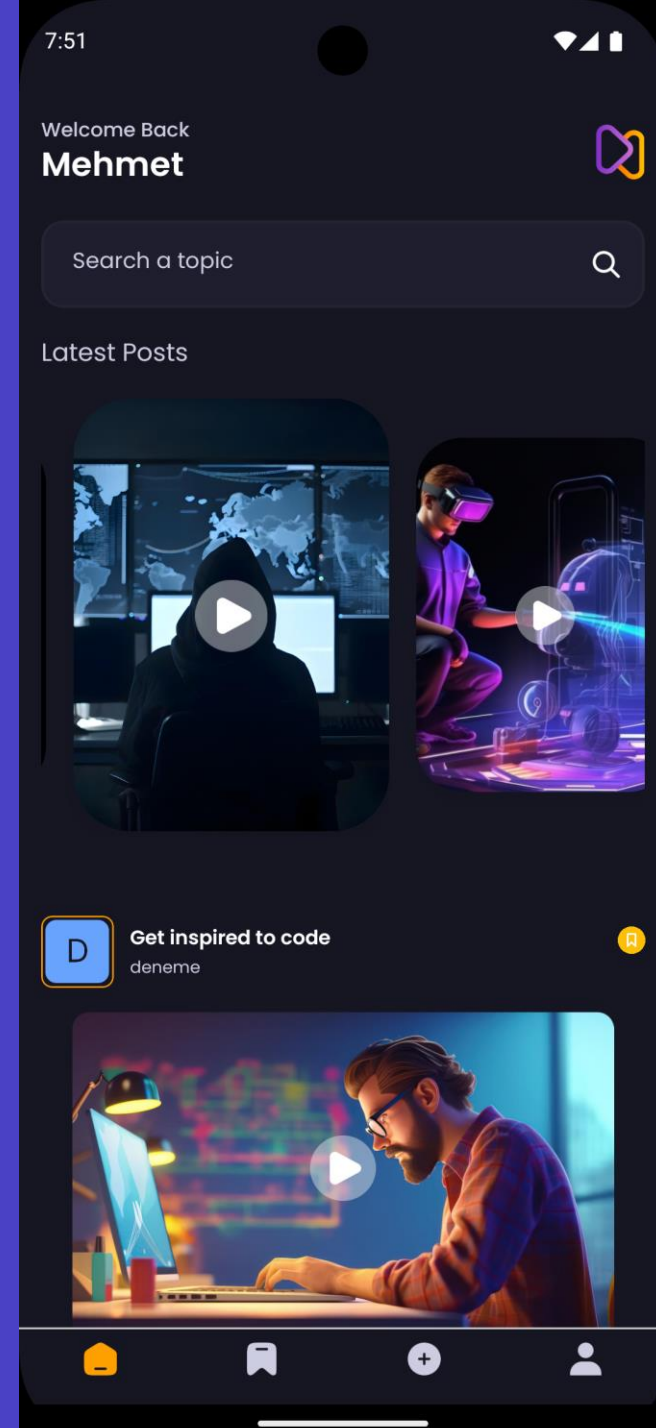 7:51
Welcome Back
Mehmet
Search a topic
Latest Posts
D
Get inspired to code
deneme